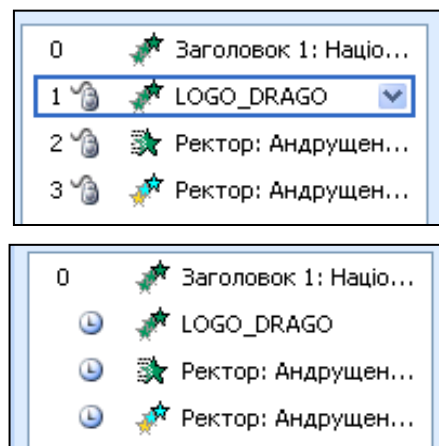 0 Заголовок 1: Націо...
1 LOGO_DRAGO
2 Ректор: Андрущен...
3 Ректор: Андрущен...
0 Заголовок 1: Націо...
LOGO_DRAGO
Ректор: Андрущен...
Ректор: Андрущен...